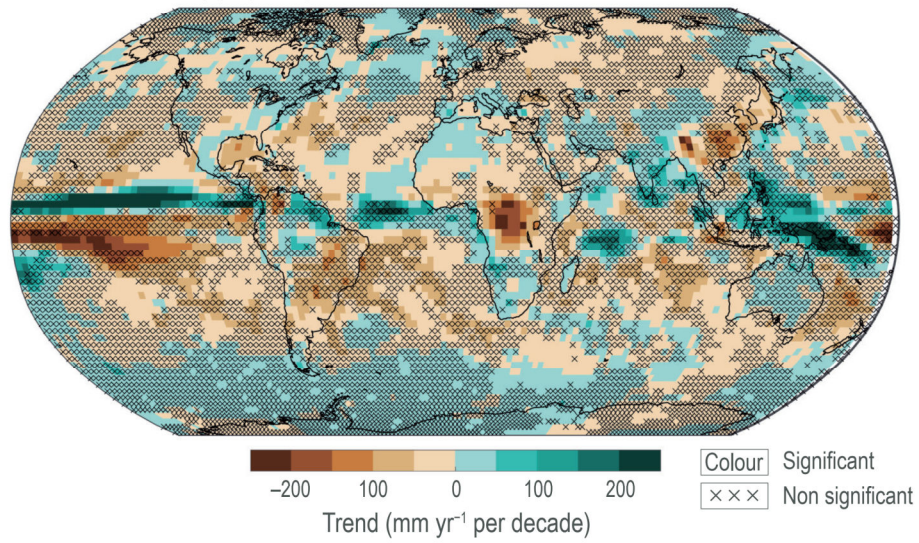 Colour Significant
××× Non significant
–200 100 0 100 200
Trend (mm yr⁻¹ per decade)